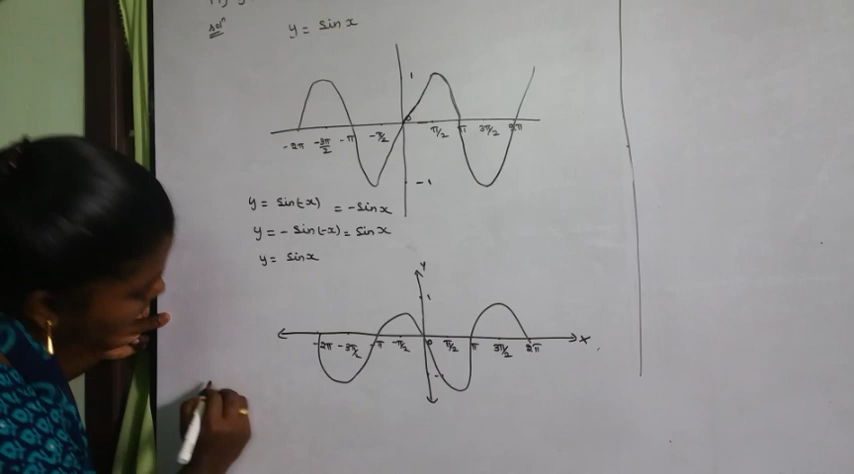 Soln
y = sin x
1
0
-2π -3π/2 -π -π/2 π/2 π 3π/2 2π
-1
y = sin(-x) = -sin x
y = - sin(-x) = sin x
y = sin x
Y
1
0
-2π -3π/2 -π -π/2 π/2 π 3π/2 2π X